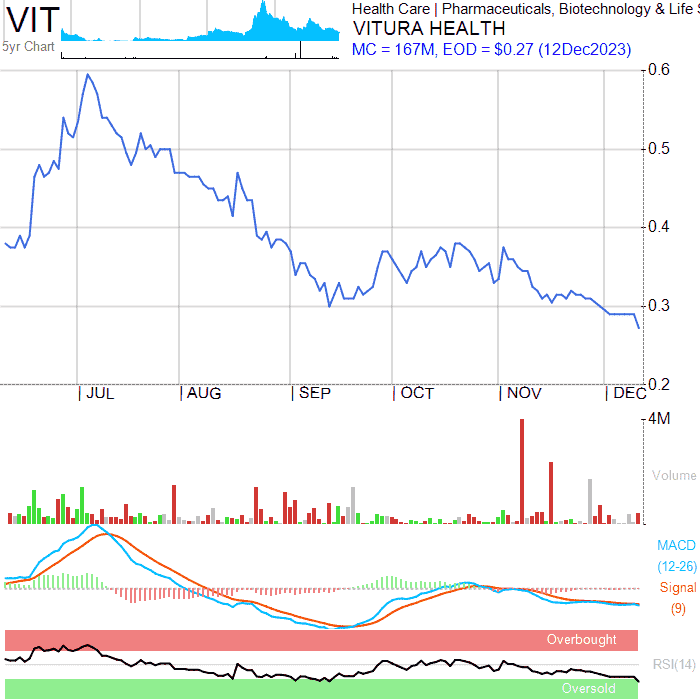 VIT
5yr Chart
Health Care | Pharmaceuticals, Biotechnology & Life S
VITURA HEALTH
MC = 167M, EOD = $0.27 (12Dec2023)
0.6
0.5
0.4
0.3
0.2
| JUL | AUG | SEP | OCT | NOV | DEC
4M
Volume
MACD
(12-26)
Signal
(9)
Overbought
RSI(14)
Oversold